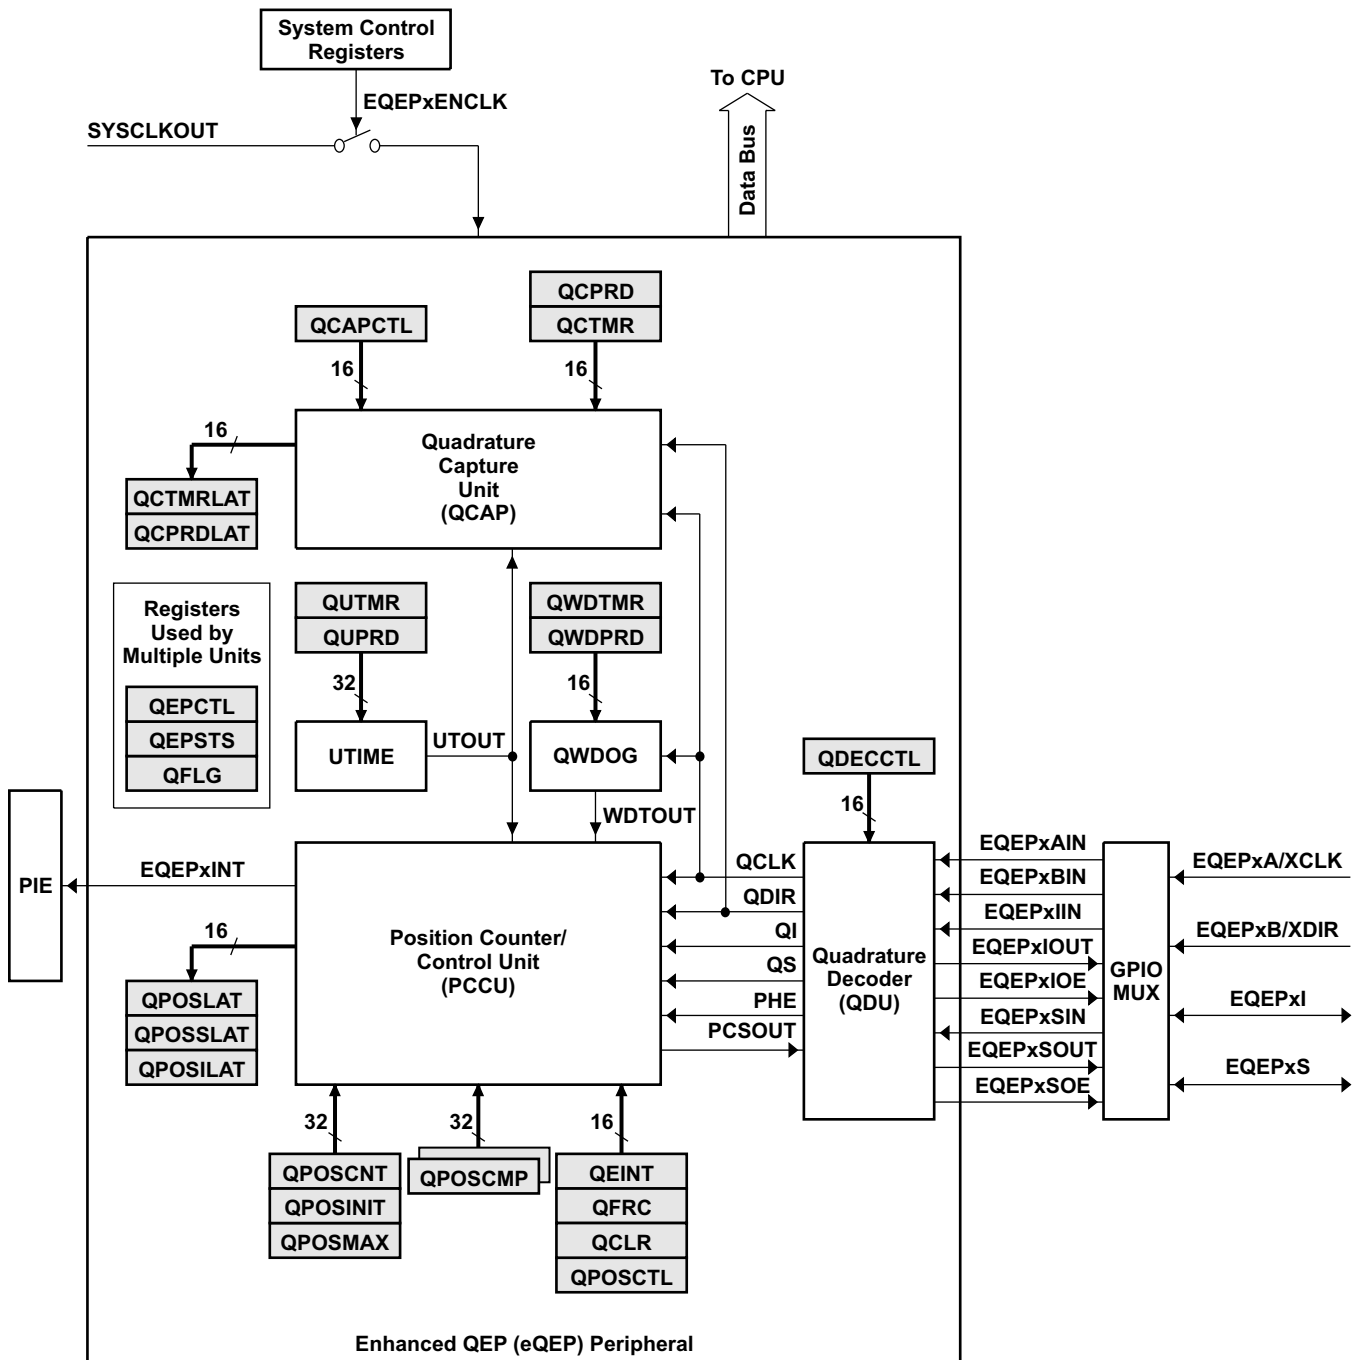 System Control
Registers
To CPU
EQEPxENCLK
SYSCLKOUT
Data Bus
QCPRD
QCAPCTL
QCTMR
16
16
16
Quadrature
Capture
Unit
(QCAP)
QCTMRLAT
QCPRDLAT
Registers
Used by
Multiple Units
QEPCTL
QEPSTS
QFLG
QUTMR
QUPRD
QWDTMR
QWDPRD
32
16
UTIME
UTOUT
QWDOG
WDTOUT
QDECCTL
16
PIE
EQEPxINT
16
Position Counter/
Control Unit
(PCCU)
QCLK
QDIR
QI
QS
PHE
PCSOUT
Quadrature
Decoder
(QDU)
EQEPxAIN
EQEPxBIN
EQEPxIIN
EQEPxIOUT
EQEPxIOE
EQEPxSIN
EQEPxSOUT
EQEPxSOE
GPIO
MUX
EQEPxA/XCLK
EQEPxB/XDIR
EQEPxI
EQEPxS
QPOSLAT
QPOSSLAT
QPOSILAT
32
32
16
QPOSCNT
QPOSINIT
QPOSMAX
QPOSCMP
QEINT
QFRC
QCLR
QPOSCTL
Enhanced QEP (eQEP) Peripheral